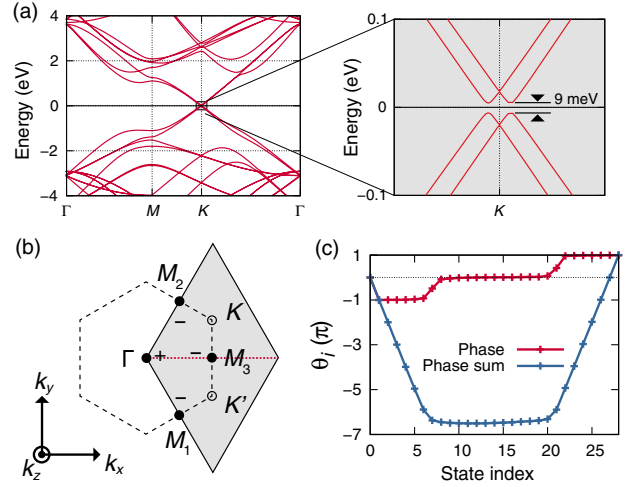 (a)
Energy (eV)
4
2
0
−2
−4
Γ
M
K
Γ
Energy (eV)
0.1
0
−0.1
K
9 meV
(b)
M2
K
Γ
+
−
−
−
M3
K'
M1
ky
kz
kx
(c)
θi (π)
1
−1
−3
−5
−7
0 5 10 15 20 25
State index
Phase
Phase sum